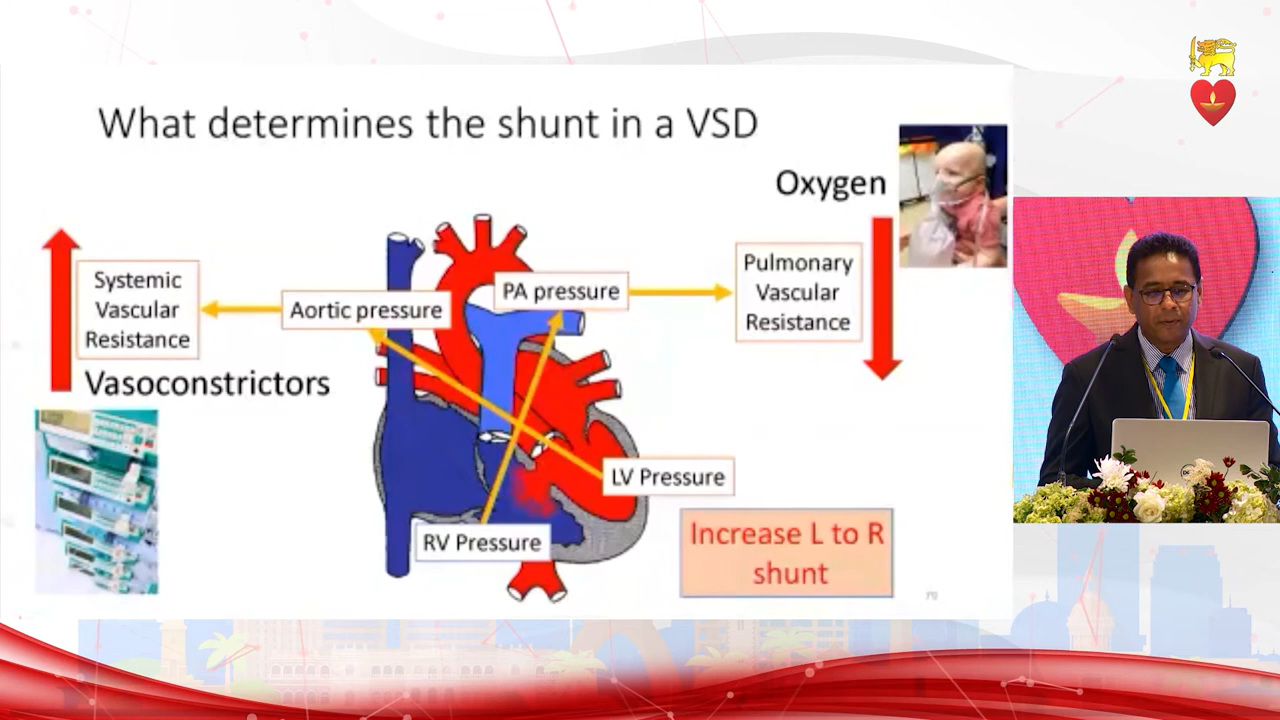 What determines the shunt in a VSD
Oxygen
Systemic
Vascular
Resistance
Aortic pressure
PA pressure
Pulmonary
Vascular
Resistance
Vasoconstrictors
LV Pressure
RV Pressure
Increase L to R
shunt